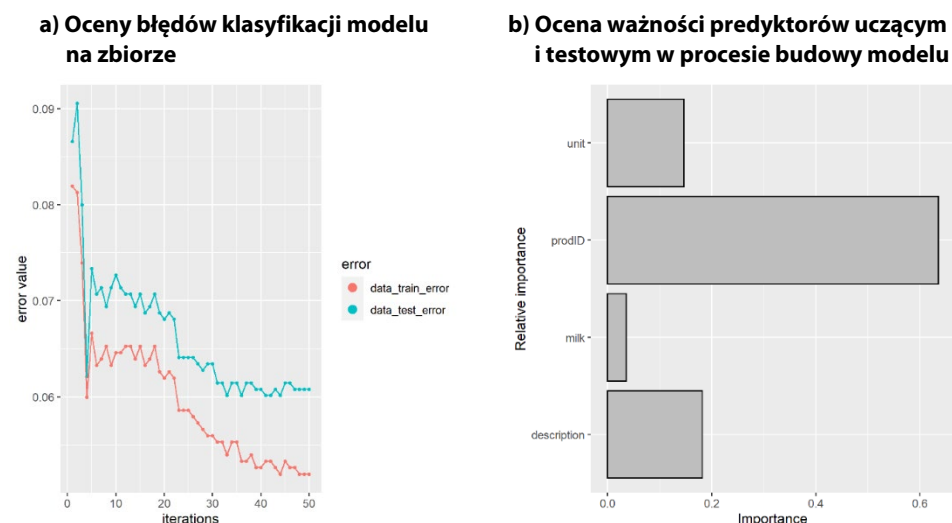 a) Oceny błędów klasyfikacji modelu
na zbiorze
b) Ocena ważności predyktorów uczącym
i testowym w procesie budowy modelu
error value
0.09
0.08
0.07
0.06
0 10 20 30 40 50
iterations
error
data_train_error
data_test_error
Relative importance
unit
prodID
milk
description
0.0 0.2 0.4 0.6
Importance